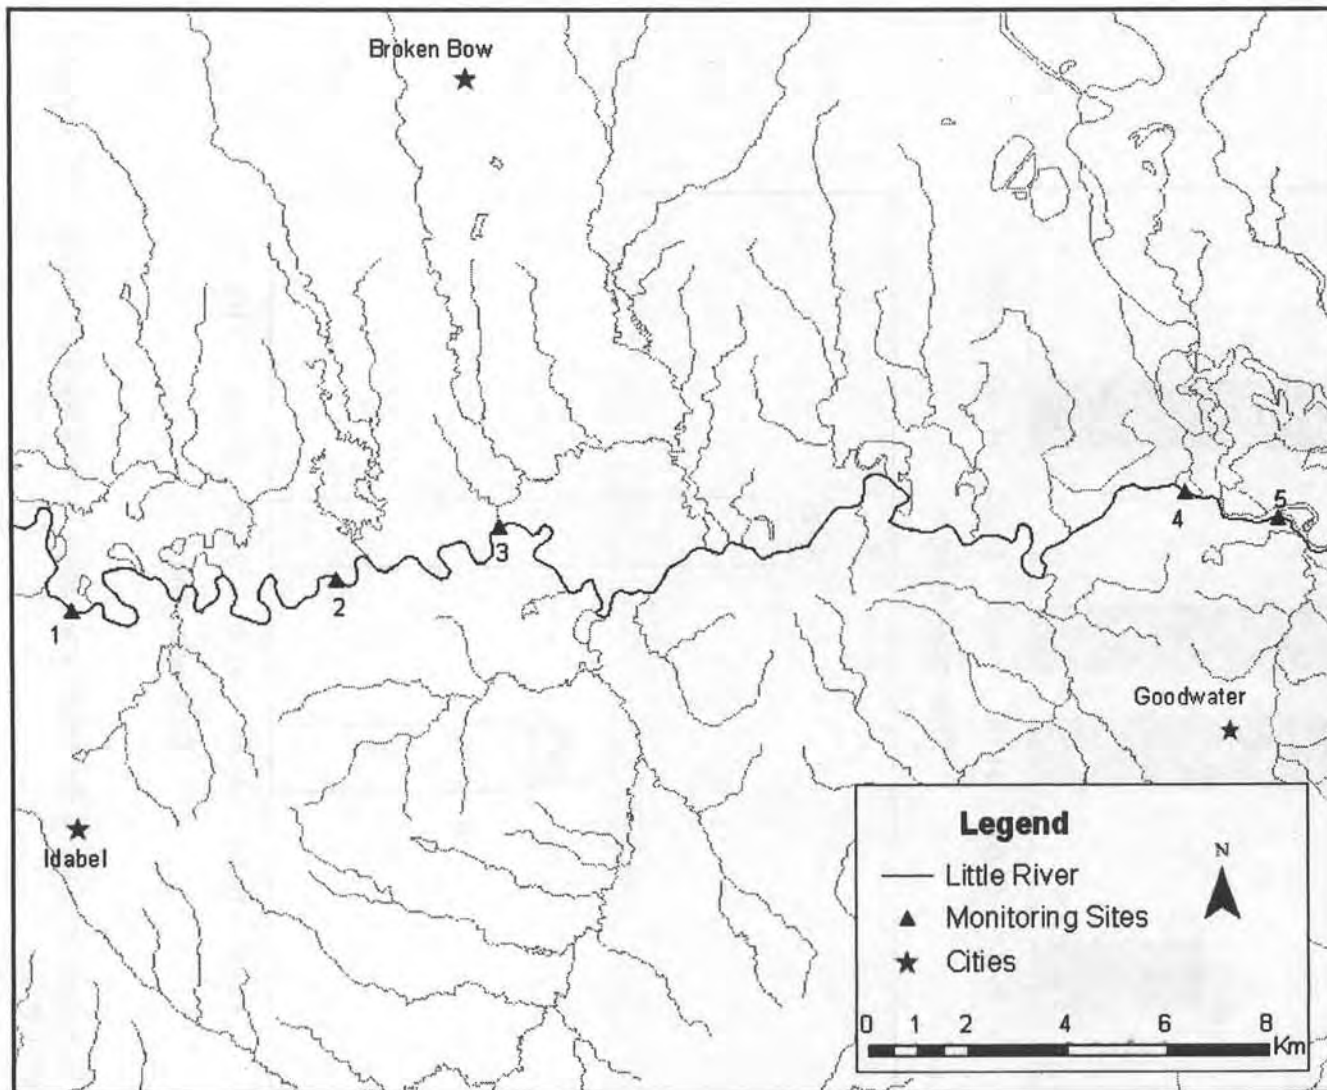 Broken Bow
1
2
3
4
5
Goodwater
Idabel
Legend
Little River
Monitoring Sites
Cities
N
0 1 2 4 6 8
Km